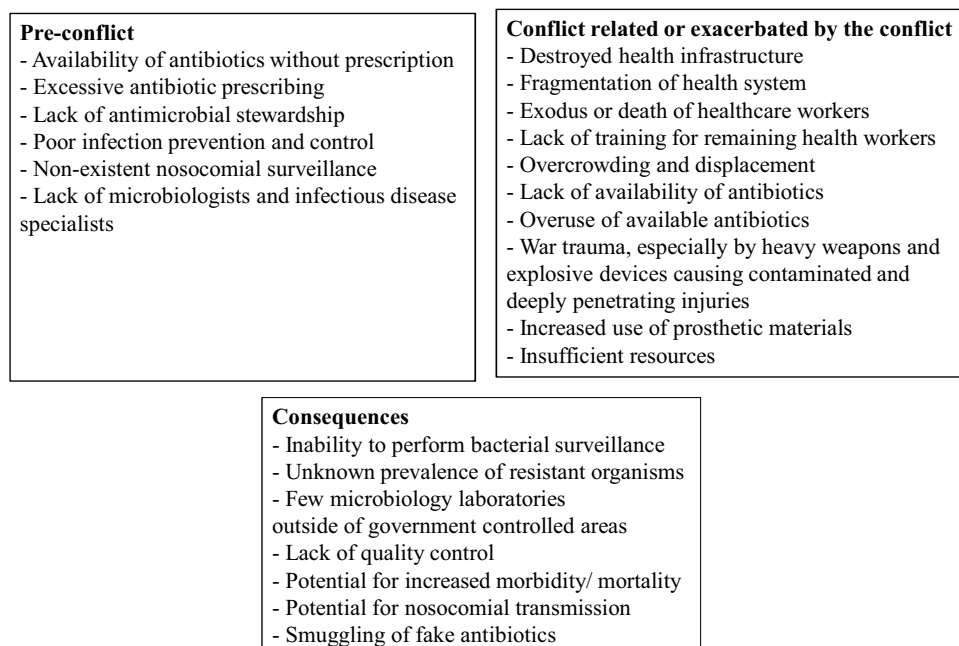 Pre-conflict
- Availability of antibiotics without prescription
- Excessive antibiotic prescribing
- Lack of antimicrobial stewardship
- Poor infection prevention and control
- Non-existent nosocomial surveillance
- Lack of microbiologists and infectious disease
specialists
Conflict related or exacerbated by the conflict
- Destroyed health infrastructure
- Fragmentation of health system
- Exodus or death of healthcare workers
- Lack of training for remaining health workers
- Overcrowding and displacement
- Lack of availability of antibiotics
- Overuse of available antibiotics
- War trauma, especially by heavy weapons and
explosive devices causing contaminated and
deeply penetrating injuries
- Increased use of prosthetic materials
- Insufficient resources
Consequences
- Inability to perform bacterial surveillance
- Unknown prevalence of resistant organisms
- Few microbiology laboratories
outside of government controlled areas
- Lack of quality control
- Potential for increased morbidity/ mortality
- Potential for nosocomial transmission
- Smuggling of fake antibiotics